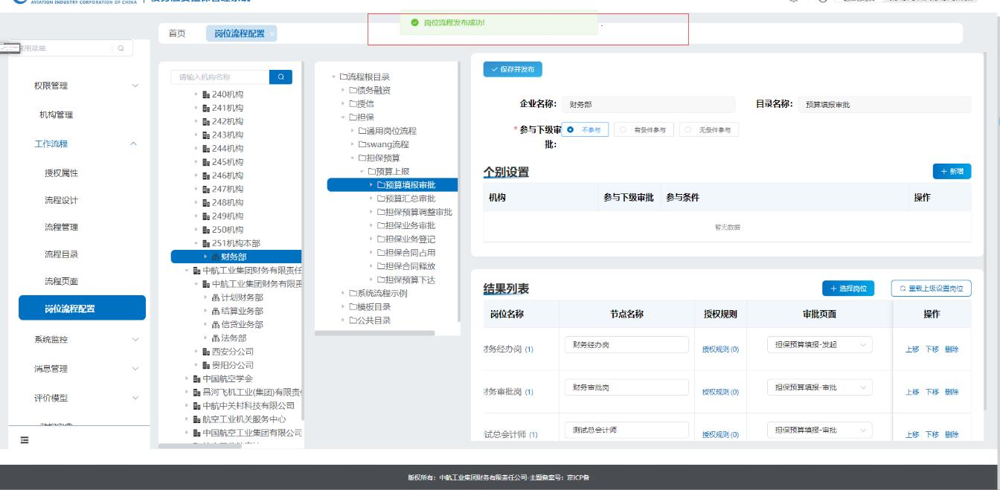 AVIATION INDUSTRY CORPORATION OF CHINA
岗位流程发布成功!
首页
岗位流程配置
用菜单
权限管理
机构管理
工作流程
授权属性
流程设计
流程管理
流程目录
流程页面
岗位流程配置
系统监控
消息管理
评价模型
请输入机构名称
240机构
241机构
242机构
243机构
244机构
245机构
246机构
247机构
248机构
249机构
250机构
251机构本部
财务部
中航工业集团财务有限责任
中航工业集团财务有限责
计划财务部
结算业务部
信贷业务部
法务部
西安分公司
贵阳分公司
中国航空学会
昌河飞机工业(集团)有限责
中航中关村科技有限公司
航空工业机关服务中心
中国航空工业集团有限公司
流程根目录
债务融资
授信
担保
通用岗位流程
swang流程
担保预算
预算上报
预算填报审批
预算汇总审批
担保预算调整审批
担保业务审批
担保业务登记
担保合同占用
担保合同释放
担保预算下达
系统流程示例
模板目录
公共目录
保存并发布
企业名称: 财务部 目录名称: 预算填报审批
* 参与下级审批: 不参与 有条件参与 无条件参与
个别设置
+ 新增
机构 参与下级审批 参与条件 操作
暂无数据
结果列表
+ 选择岗位 重载上级设置岗位
岗位名称 节点名称 授权规则 审批页面 操作
财务经办岗 (1) 财务经办岗 授权规则(0) 担保预算填报-发起 上移 下移 删除
财务审批岗 (1) 财务审批岗 授权规则(0) 担保预算填报-审批 上移 下移 删除
试总会计师 (1) 测试总会计师 授权规则(0) 担保预算填报-审批 上移 下移 删除
版权所有: 中航工业集团财务有限责任公司-主题备案号: 京ICP备